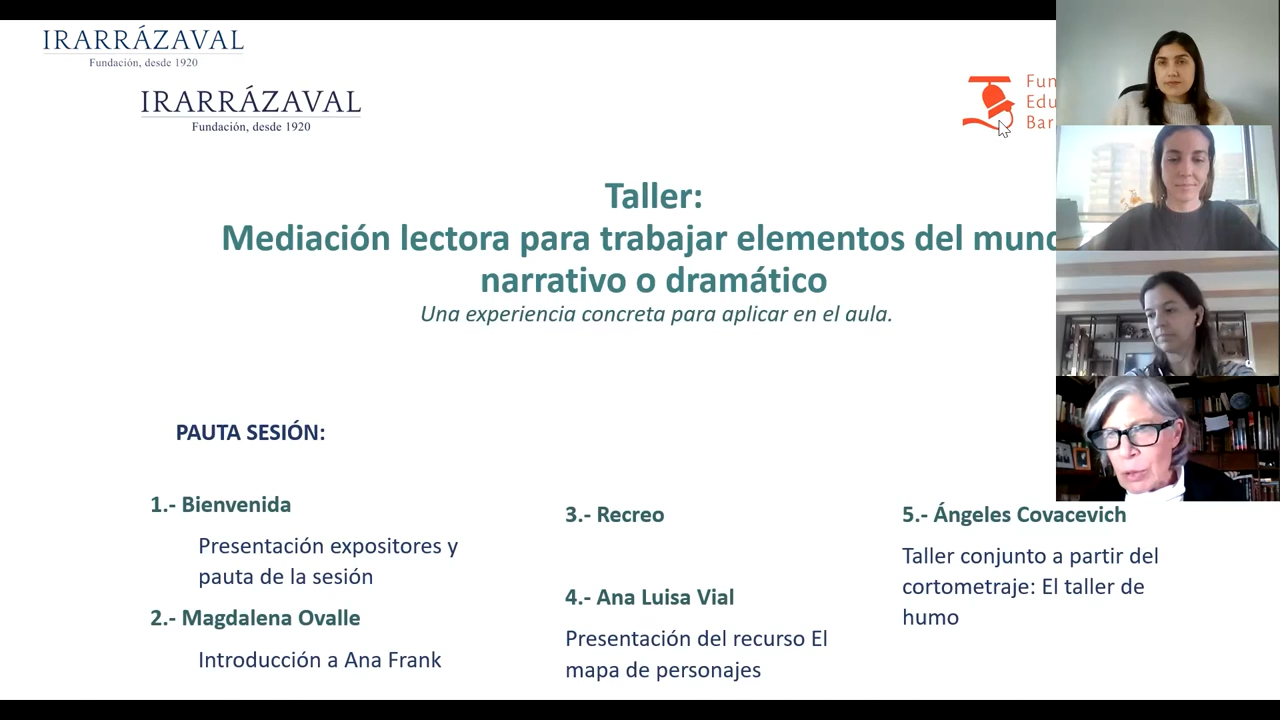 IRARRÁZAVAL
Fundación, desde 1920
IRARRÁZAVAL
Fundación, desde 1920
Taller:
Mediación lectora para trabajar elementos del
narrativo o dramático
Una experiencia concreta para aplicar en el aula.
PAUTA SESIÓN:
1.- Bienvenida
Presentación expositores y
pauta de la sesión
2.- Magdalena Ovalle
Introducción a Ana Frank
3.- Recreo
4.- Ana Luisa Vial
Presentación del recurso El
mapa de personajes
5.- Ángeles Covacevich
Taller conjunto a partir del
cortometraje: El taller de
humo